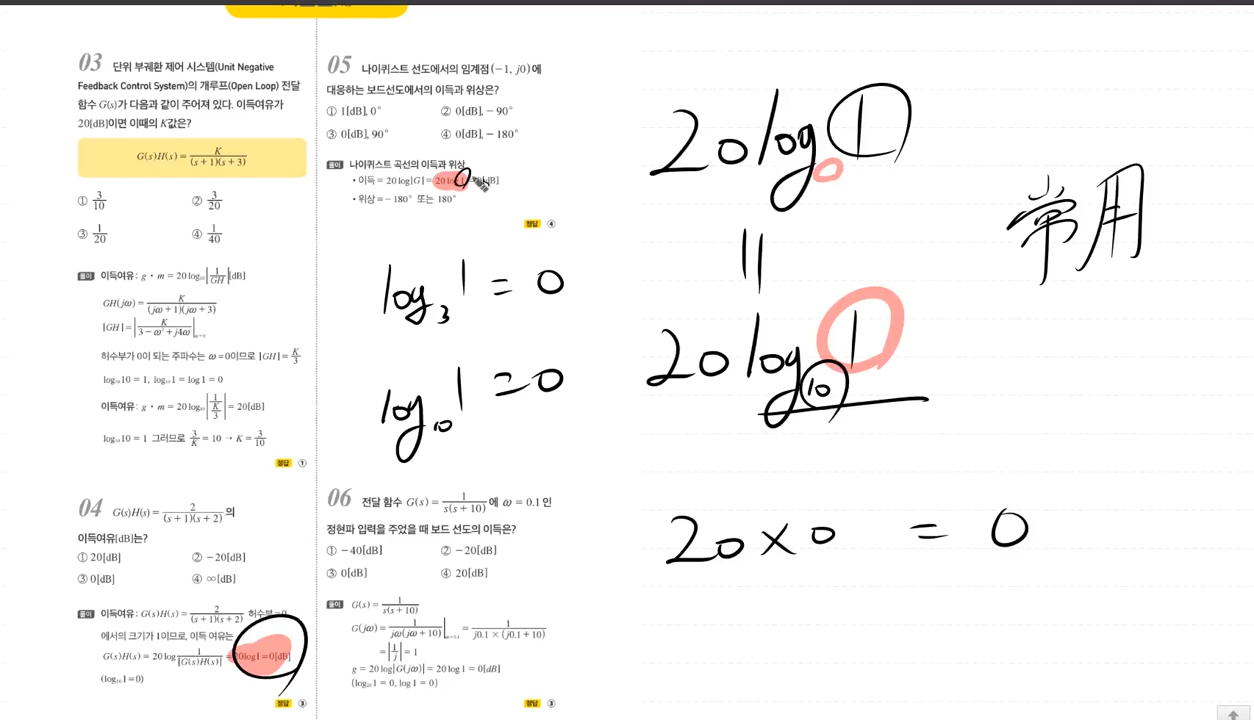 03 단위 부궤환 제어 시스템(Unit Negative
Feedback Control System)의 개루프(Open Loop) 전달
함수 G(s)가 다음과 같이 주어져 있다. 이득여유가
20[dB]이면 이때의 K값은?
G(s)H(s) = K/((s+1)(s+3))
① 3/10 ② 3/20
③ 1/20 ④ 1/40
풀이 이득여유: g·m = 20log₁₀|1/GH|[dB]
GH(jω) = K/((jω+1)(jω+3))
|GH| = |K/(3-ω²+j4ω)|ω=0
허수부가 0이 되는 주파수는 ω=0이므로 |GH| = K/3
log₁₀10 = 1, log₁₀1 = log1 = 0
이득여유: g·m = 20log₁₀|1/(K/3)| = 20[dB]
log₁₀10 = 1 그러므로 3/K = 10 → K = 3/10
정답 ①
04 G(s)H(s) = 2/((s+1)(s+2))의
이득여유[dB]는?
① 20[dB] ② -20[dB]
③ 0[dB] ④ ∞[dB]
풀이 이득여유: G(s)H(s) = 2/((s+1)(s+2)) 허수부=0
에서의 크기가 1이므로, 이득 여유는
G(s)H(s) = 20log 1/|G(s)H(s)| = 20log1 = 0[dB]
(log₁₀1 = 0)
정답 ③
05 나이퀴스트 선도에서의 임계점(-1, j0)에
대응하는 보드선도에서의 이득과 위상은?
① 1[dB], 0° ② 0[dB], -90°
③ 0[dB], 90° ④ 0[dB], -180°
풀이 나이퀴스트 곡선의 이득과 위상
• 이득 = 20log|G| = 20log1 = [dB]
• 위상 = -180° 또는 180°
정답 ④
log₃1 = 0
log₁₀1 = 0
06 전달 함수 G(s) = 1/(s(s+10))에 ω = 0.1인
정현파 입력을 주었을 때 보드 선도의 이득은?
① -40[dB] ② -20[dB]
③ 0[dB] ④ 20[dB]
풀이 G(s) = 1/(s(s+10))
G(jω) = 1/(jω(jω+10))|ω=0.1 = 1/(j0.1×(j0.1+10))
= |1/j| = 1
g = 20log|G(jω)| = 20log1 = 0[dB]
(log₁₀1 = 0, log1 = 0)
정답 ③
20log 1
=
20log₁₀1
常用
20×0 = 0